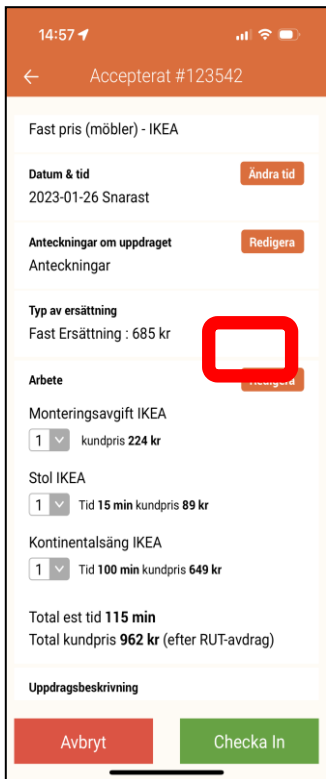 14:57
Accepterat #123542
Fast pris (möbler) - IKEA
Datum & tid
Ändra tid
2023-01-26 Snarast
Anteckningar om uppdraget
Redigera
Anteckningar
Typ av ersättning
Fast Ersättning : 685 kr
Arbete
Redigera
Monteringsavgift IKEA
1 kundpris 224 kr
Stol IKEA
1 Tid 15 min kundpris 89 kr
Kontinentalsäng IKEA
1 Tid 100 min kundpris 649 kr
Total est tid 115 min
Total kundpris 962 kr (efter RUT-avdrag)
Uppdragsbeskrivning
Avbryt
Checka In